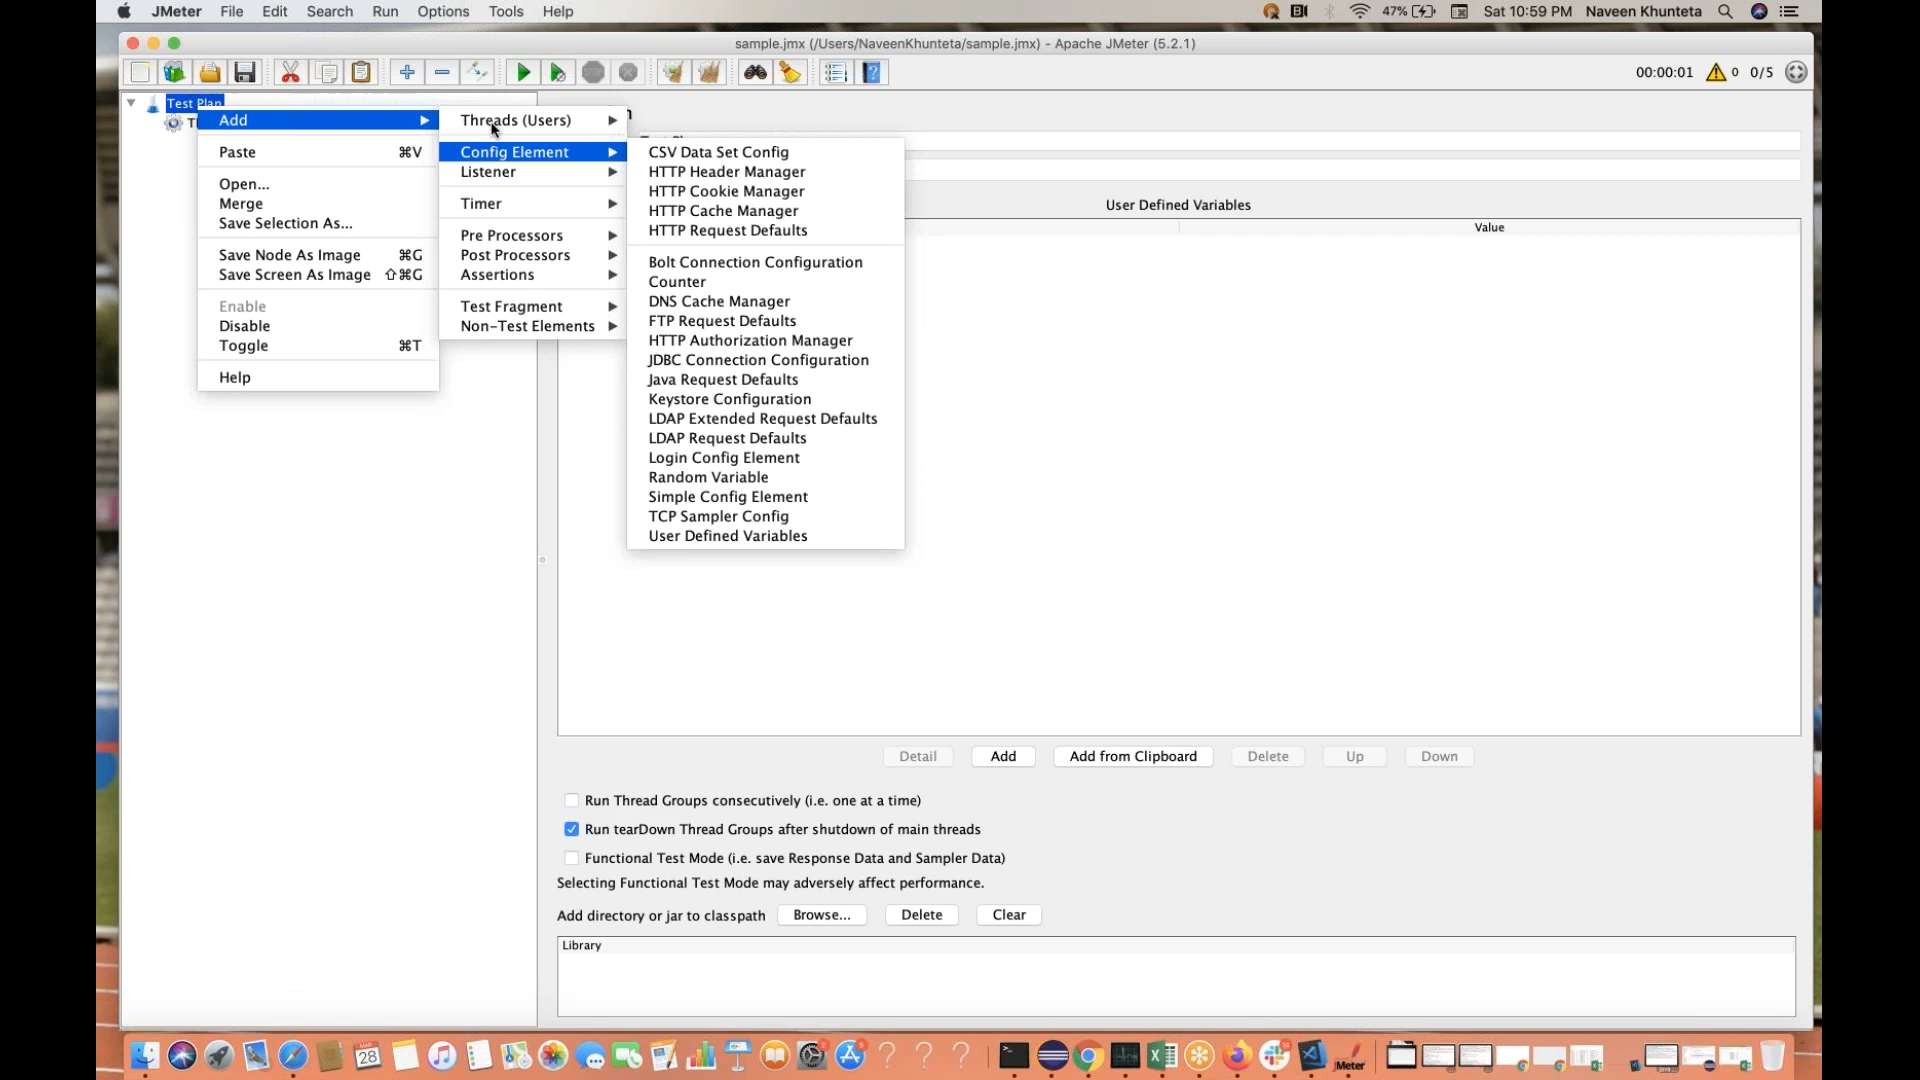 JMeter File Edit Search Run Options Tools Help 47% Sat 10:59 PM Naveen Khunteta
sample.jmx (/Users/NaveenKhunteta/sample.jmx) - Apache JMeter (5.2.1)
00:00:01 0 0/5
Test Plan
Add
Paste ⌘V
Open...
Merge
Save Selection As...
Save Node As Image ⌘G
Save Screen As Image ⇧⌘G
Enable
Disable
Toggle ⌘T
Help
Threads (Users)
Config Element
Listener
Timer
Pre Processors
Post Processors
Assertions
Test Fragment
Non-Test Elements
CSV Data Set Config
HTTP Header Manager
HTTP Cookie Manager
HTTP Cache Manager
HTTP Request Defaults
Bolt Connection Configuration
Counter
DNS Cache Manager
FTP Request Defaults
HTTP Authorization Manager
JDBC Connection Configuration
Java Request Defaults
Keystore Configuration
LDAP Extended Request Defaults
LDAP Request Defaults
Login Config Element
Random Variable
Simple Config Element
TCP Sampler Config
User Defined Variables
User Defined Variables
Value
Detail Add Add from Clipboard Delete Up Down
Run Thread Groups consecutively (i.e. one at a time)
Run tearDown Thread Groups after shutdown of main threads
Functional Test Mode (i.e. save Response Data and Sampler Data)
Selecting Functional Test Mode may adversely affect performance.
Add directory or jar to classpath Browse... Delete Clear
Library
28
JMeter